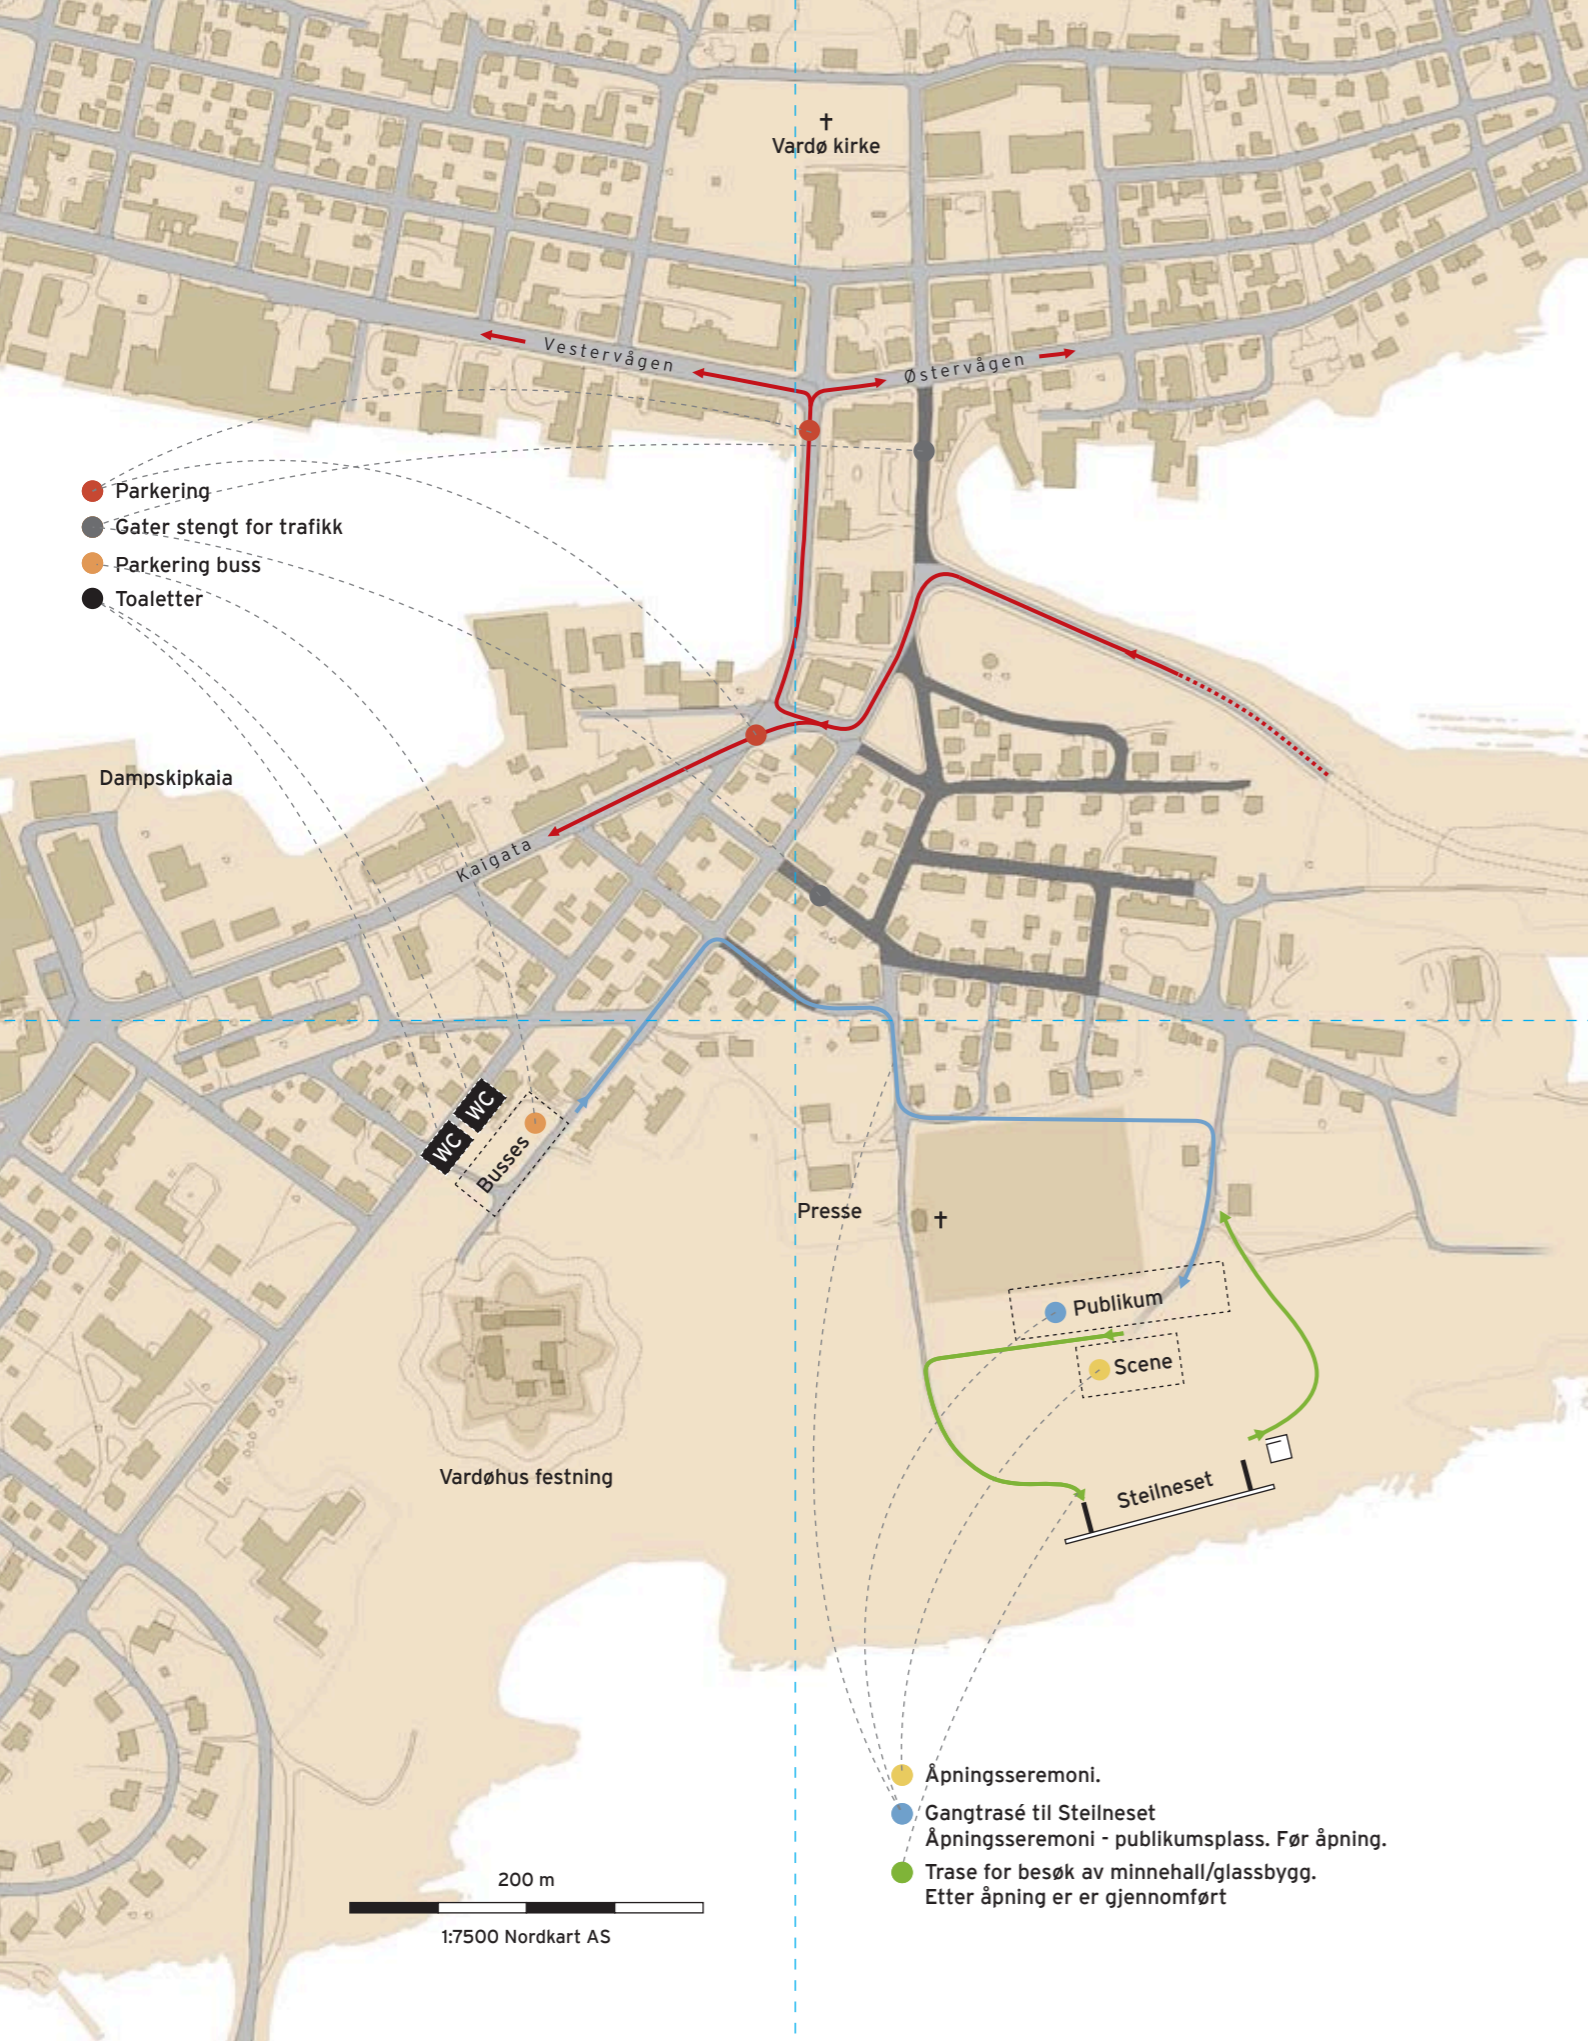 Vardø kirke
Vestervågen
Østervågen
Parkering
Gater stengt for trafikk
Parkering buss
Toaletter
Dampskipkaia
Kaigata
WC
WC
Busses
Presse
Publikum
Scene
Vardøhus festning
Steilneset
Åpningsseremoni.
Gangtrasé til Steilneset
Åpningsseremoni - publikumsplass. Før åpning.
Trase for besøk av minnehall/glassbygg.
Etter åpning er er gjennomført
200 m
1:7500 Nordkart AS